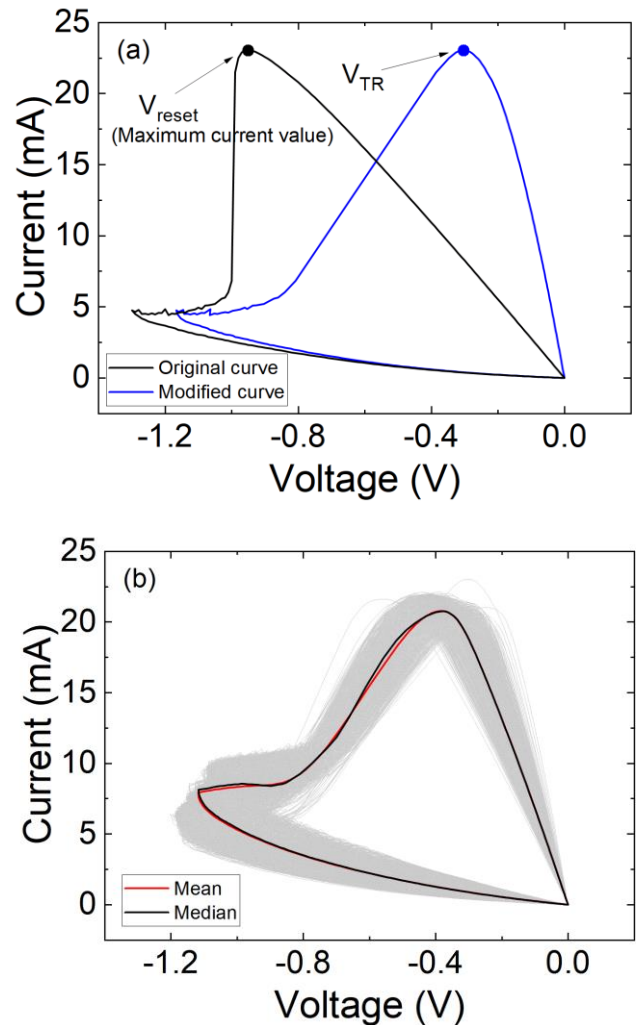 25
(a)
20
V_TR
V_reset
(Maximum current value)
15
10
5
0
Current (mA)
Original curve
Modified curve
-1.2
-0.8
-0.4
0.0
Voltage (V)
25
(b)
20
15
10
5
0
Current (mA)
Mean
Median
-1.2
-0.8
-0.4
0.0
Voltage (V)